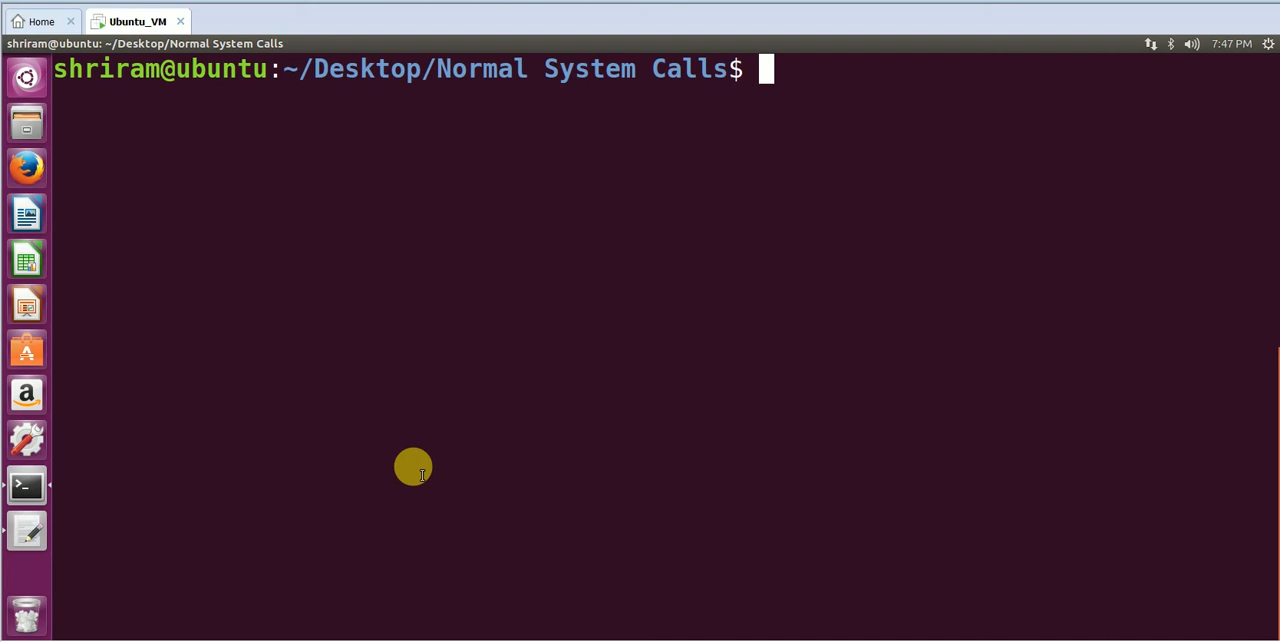 Home
Ubuntu_VM
shriram@ubuntu: ~/Desktop/Normal System Calls
7:47 PM
shriram@ubuntu:~/Desktop/Normal System Calls$